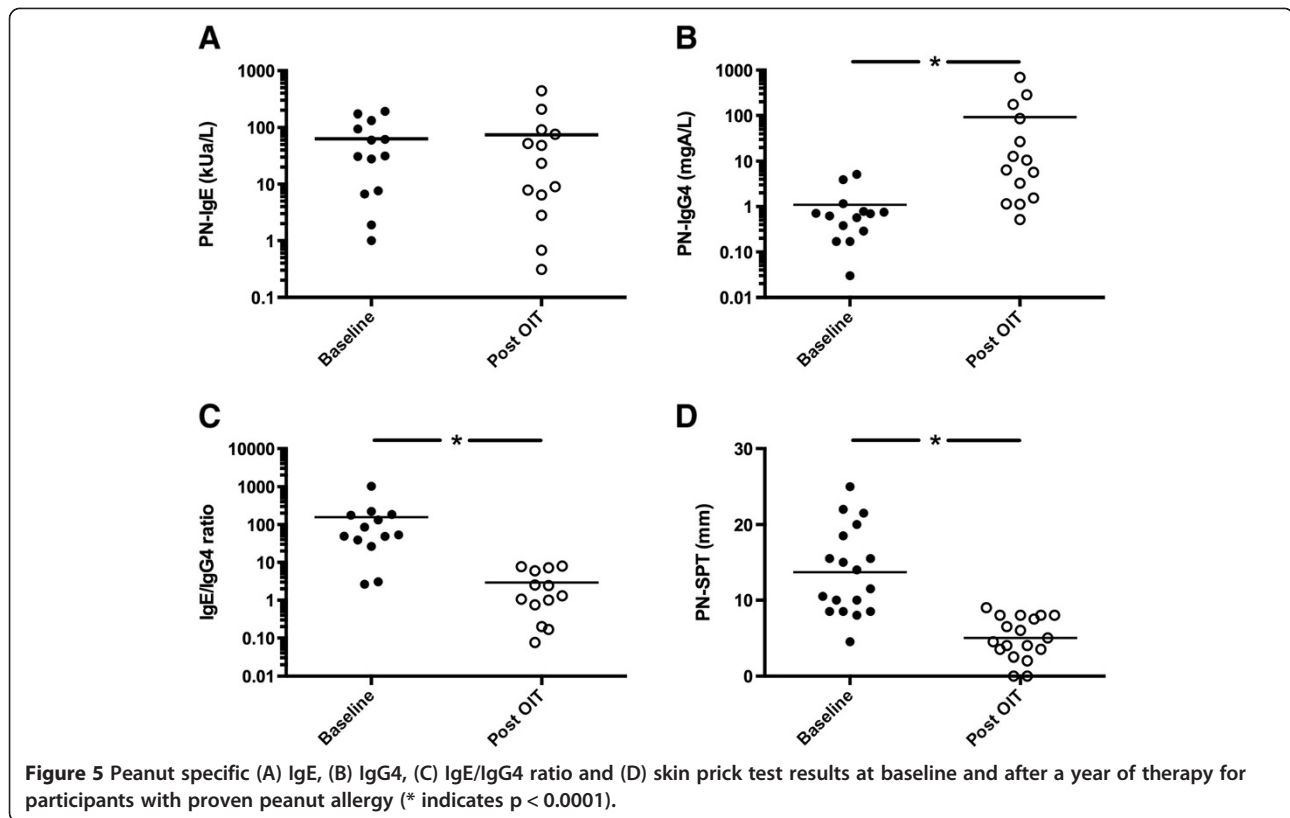 A
PN-IgE (kUa/L)
1000
100
10
1
0.1
Baseline
Post OIT
B
*
PN-IgG4 (mgA/L)
1000
100
10
1
0.10
0.01
Baseline
Post OIT
C
*
IgE/IgG4 ratio
10000
1000
100
10
1
0.10
0.01
Baseline
Post OIT
D
*
PN-SPT (mm)
30
20
10
0
Baseline
Post OIT
Figure 5 Peanut specific (A) IgE, (B) IgG4, (C) IgE/IgG4 ratio and (D) skin prick test results at baseline and after a year of therapy for
participants with proven peanut allergy (* indicates p < 0.0001).